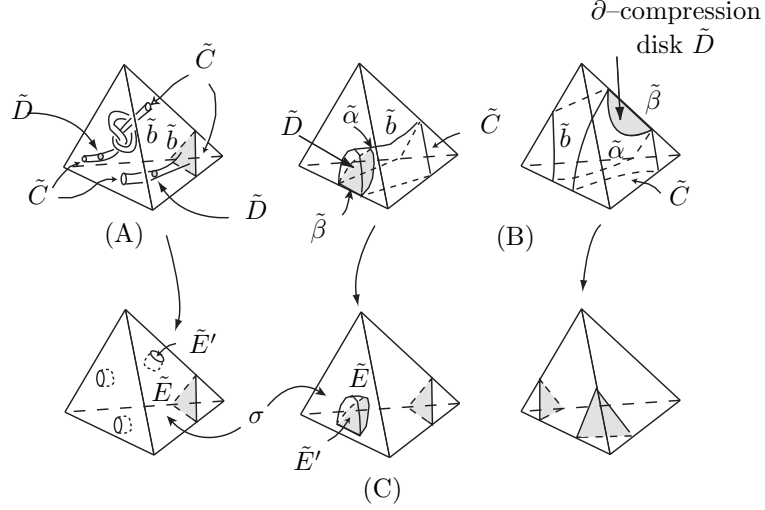 ∂–compression
disk D̃
C̃
D̃
b̃
b̃
C̃
D̃
(A)
D̃
α̃
b̃
C̃
β̃
β̃
b̃
α̃
C̃
(B)
Ẽ′
Ẽ
σ
Ẽ
Ẽ′
(C)